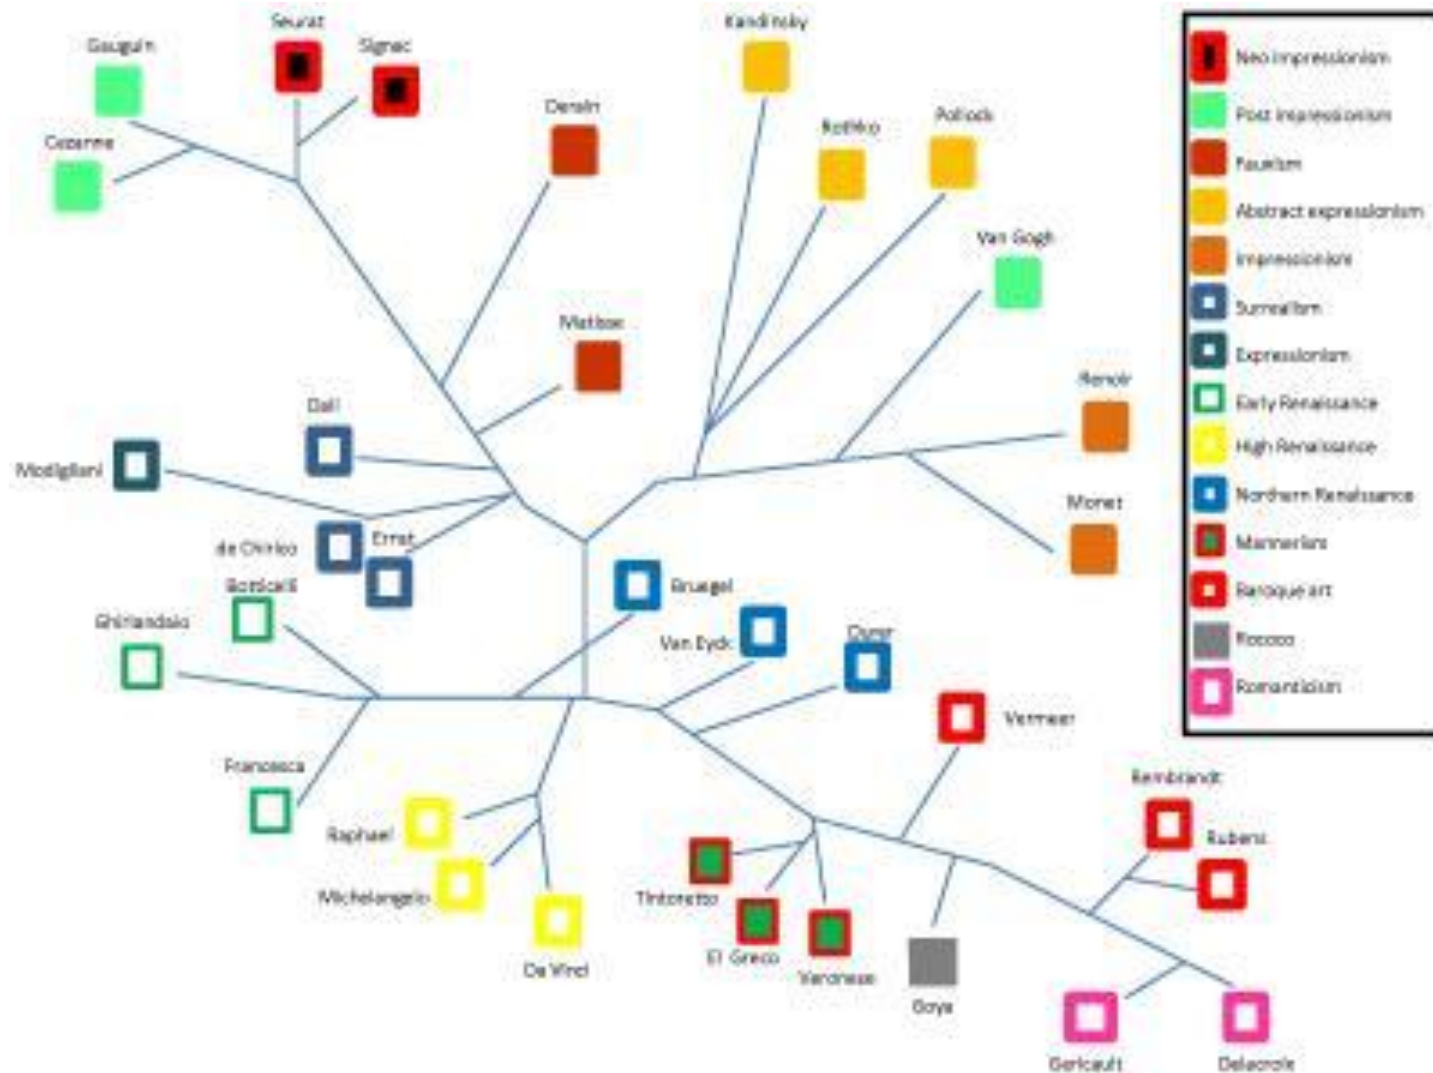 Seurat
Kandinsky
Gauguin
Signac
Derain
Rothko
Pollock
Cezanne
Van Gogh
Matisse
Renoir
Dali
Modigliani
Monet
de Chirico
Ernst
Botticelli
Bruegel
Ghirlandaio
Van Eyck
Durer
Vermeer
Francesca
Rembrandt
Raphael
Rubens
Michelangelo
Tintoretto
El Greco
Da Vinci
Veronese
Goya
Gericault
Delacroix
Neo impressionism
Post impressionism
Fauvism
Abstract expressionism
Impressionism
Surrealism
Expressionism
Early Renaissance
High Renaissance
Northern Renaissance
Mannerism
Baroque art
Rococo
Romanticism